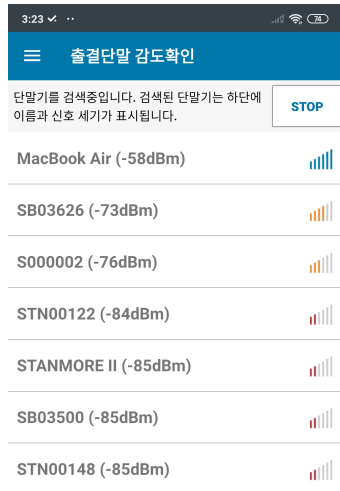 3:23
74
출결단말 감도확인
단말기를 검색중입니다. 검색된 단말기는 하단에
이름과 신호 세기가 표시됩니다.
STOP
MacBook Air (-58dBm)
SB03626 (-73dBm)
S000002 (-76dBm)
STN00122 (-84dBm)
STANMORE II (-85dBm)
SB03500 (-85dBm)
STN00148 (-85dBm)